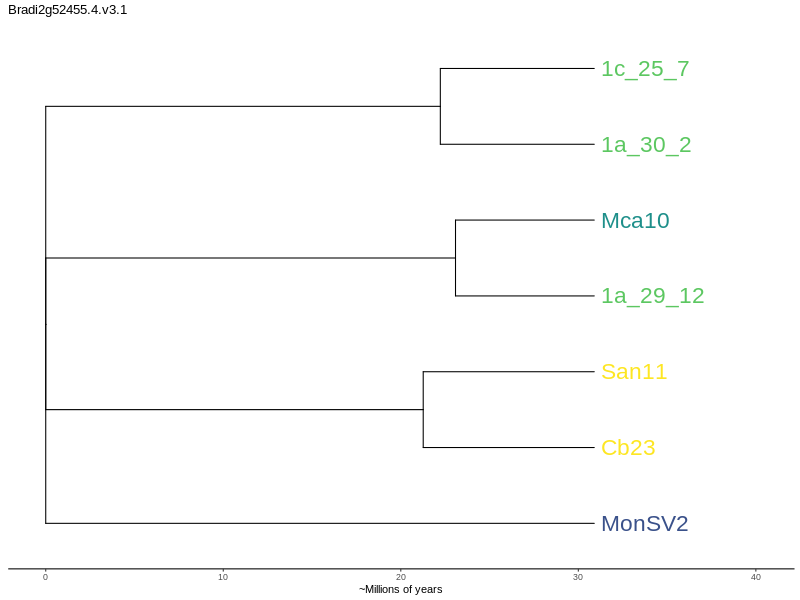 Bradi2g52455.4.v3.1
1c_25_7
1a_30_2
Mca10
1a_29_12
San11
Cb23
MonSV2
0 10 20 30 40
~Millions of years